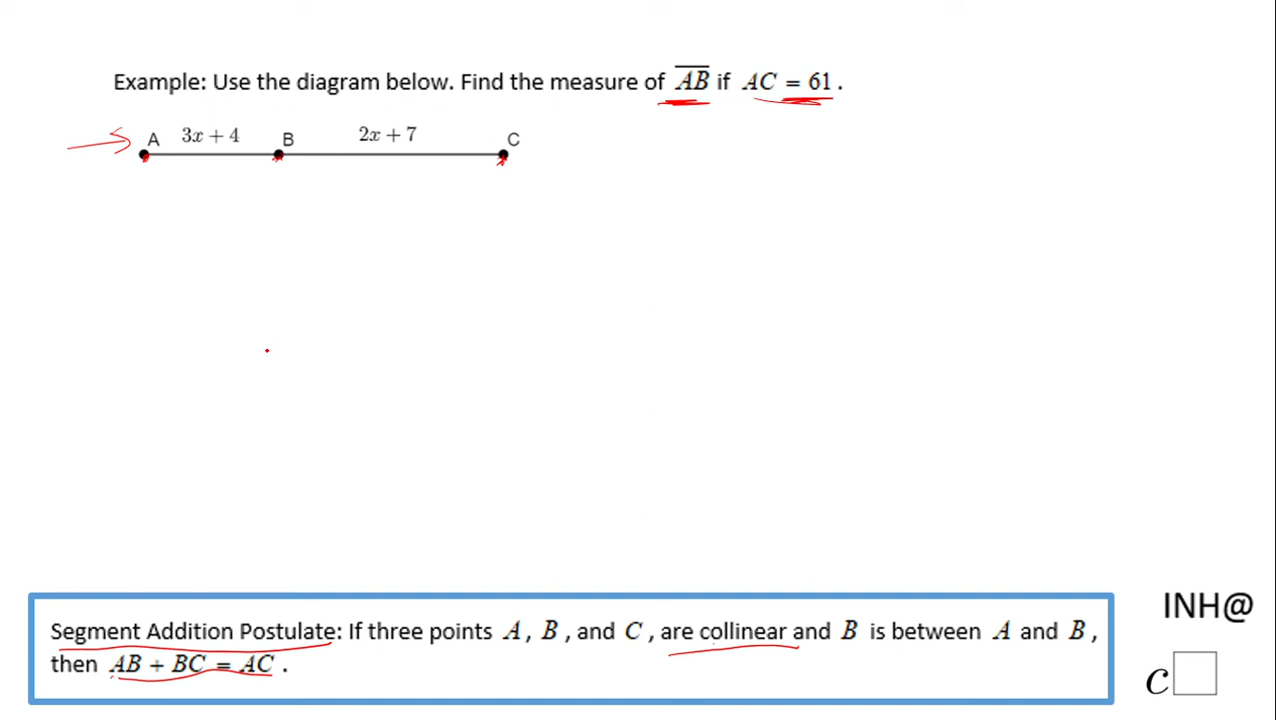 Example: Use the diagram below. Find the measure of AB if AC = 61.
A 3x + 4 B 2x + 7 C
Segment Addition Postulate: If three points A, B, and C, are collinear and B is between A and B,
then AB + BC = AC.
INH@
c